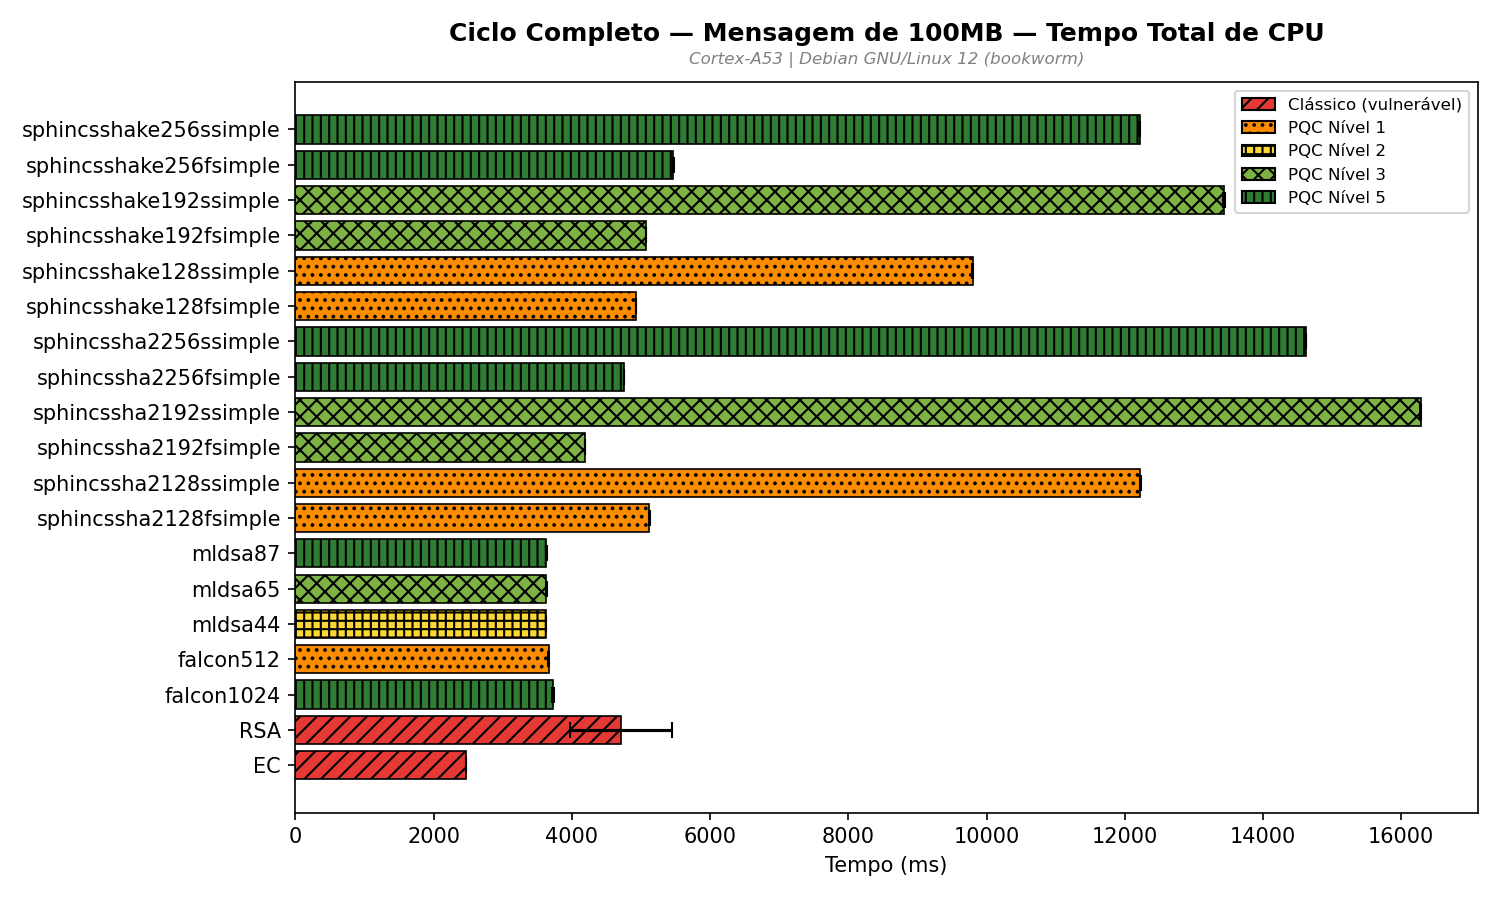 Ciclo Completo — Mensagem de 100MB — Tempo Total de CPU
Cortex-A53 | Debian GNU/Linux 12 (bookworm)
Clássico (vulnerável)
PQC Nível 1
PQC Nível 2
PQC Nível 3
PQC Nível 5
sphincsshake256ssimple
sphincsshake256fsimple
sphincsshake192ssimple
sphincsshake192fsimple
sphincsshake128ssimple
sphincsshake128fsimple
sphincssha2256ssimple
sphincssha2256fsimple
sphincssha2192ssimple
sphincssha2192fsimple
sphincssha2128ssimple
sphincssha2128fsimple
mldsa87
mldsa65
mldsa44
falcon512
falcon1024
RSA
EC
0 2000 4000 6000 8000 10000 12000 14000 16000
Tempo (ms)